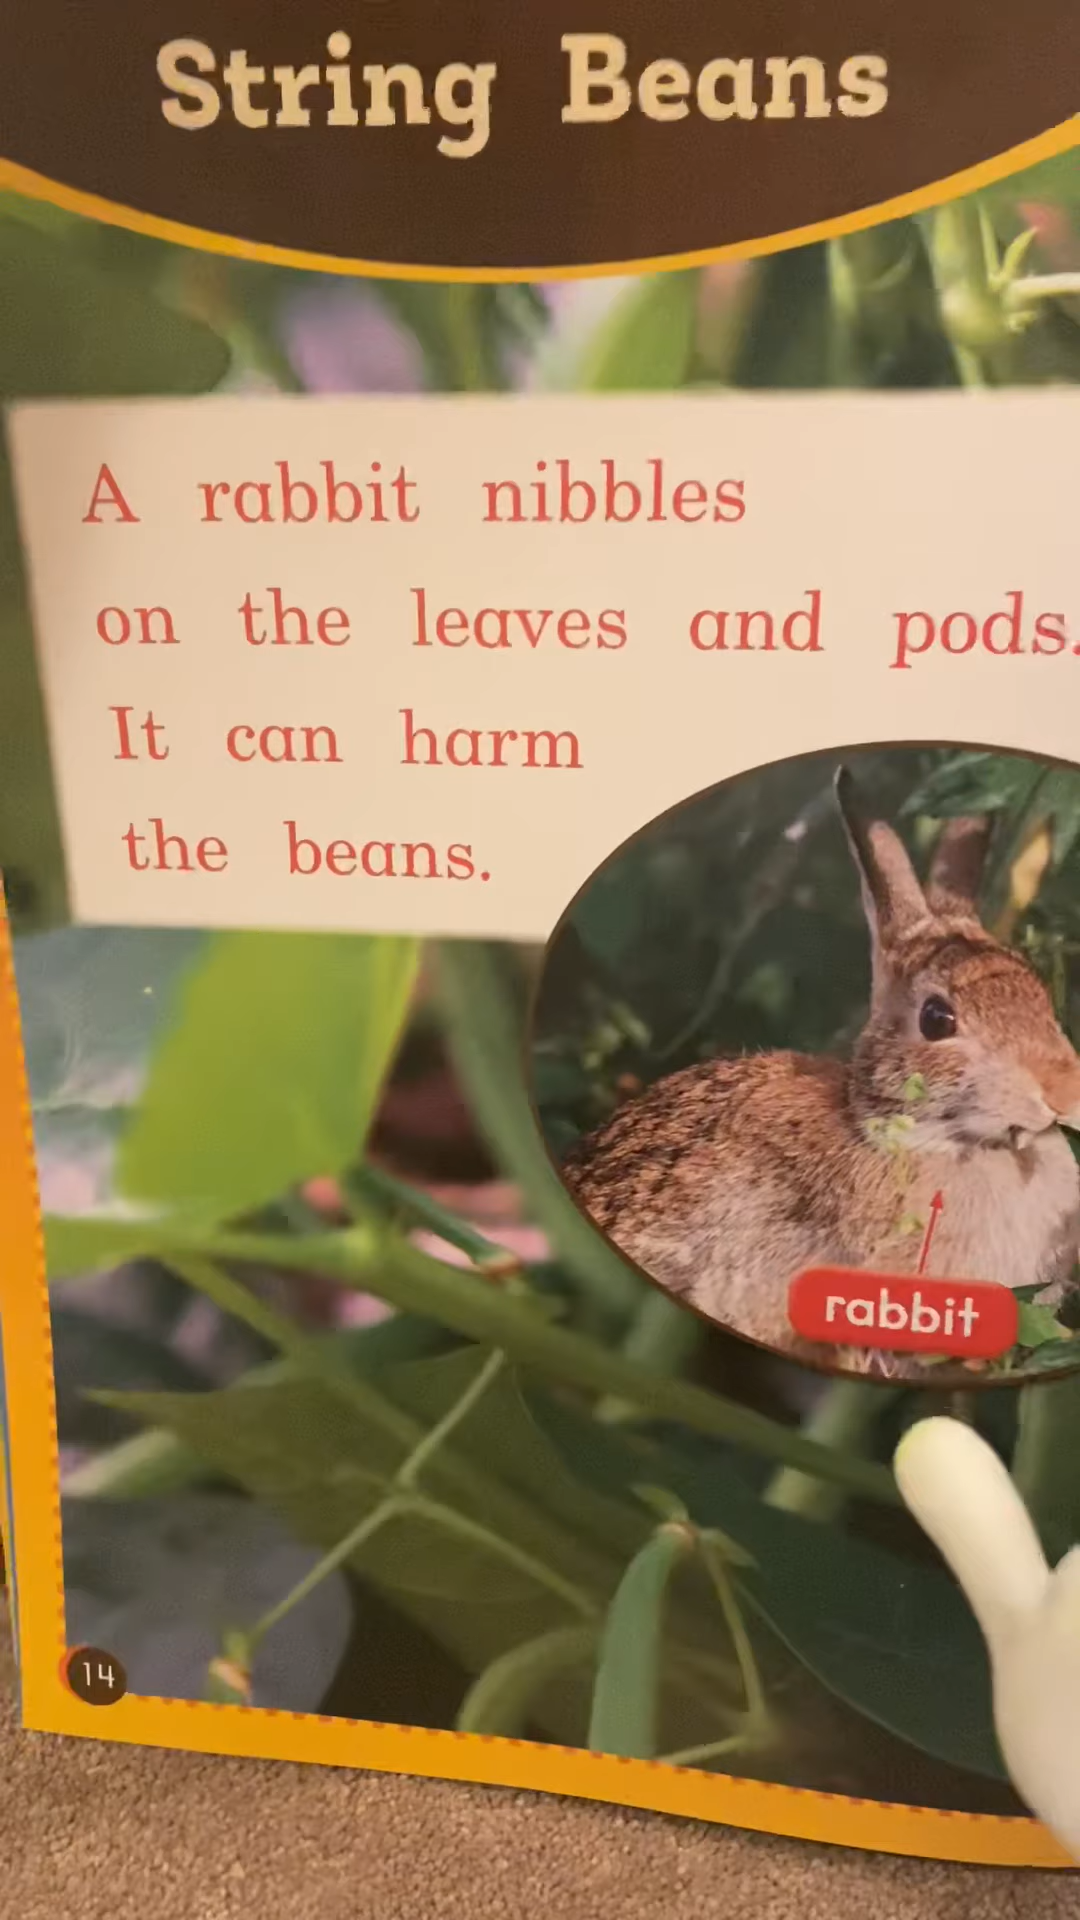 String Beans
A rabbit nibbles
on the leaves and pods.
It can harm
the beans.
rabbit
14